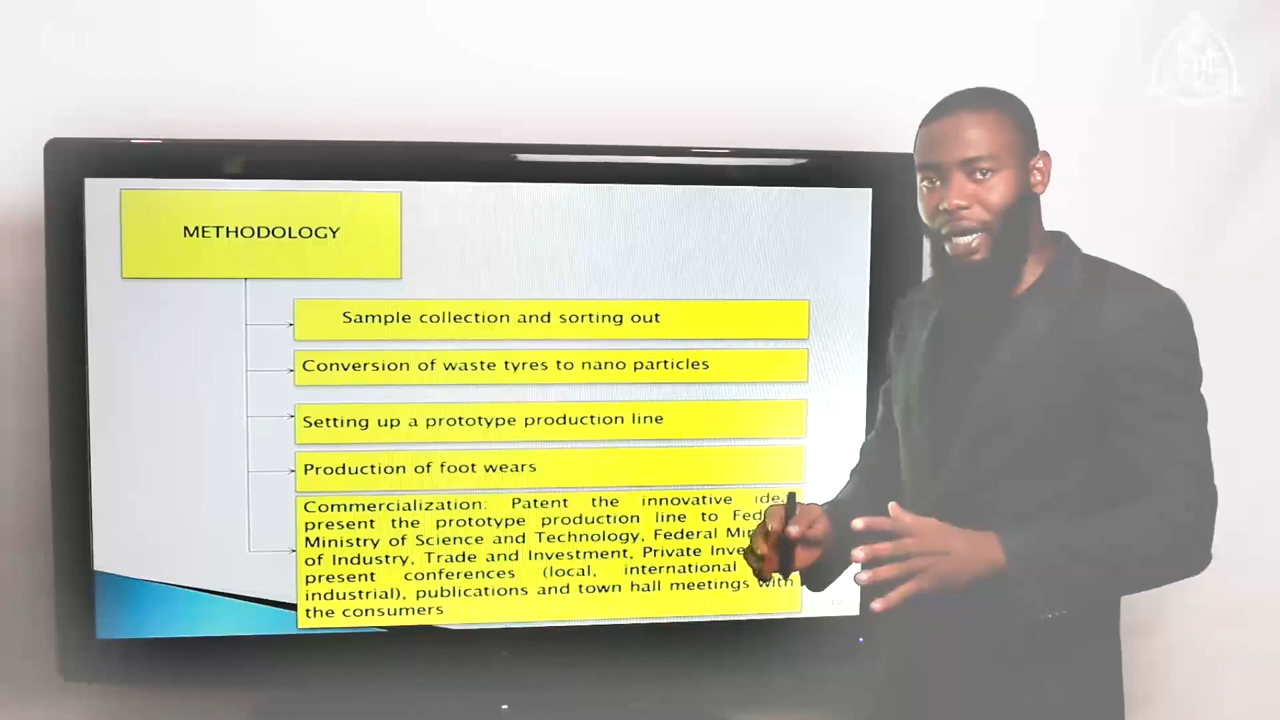 METHODOLOGY
Sample collection and sorting out
Conversion of waste tyres to nano particles
Setting up a prototype production line
Production of foot wears
Commercialization: Patent the innovative
present the prototype production line to
Ministry of Science and Technology, Federal
of Industry, Trade and Investment, Private
present conferences (local, international
industrial), publications and town hall meetings with
the consumers